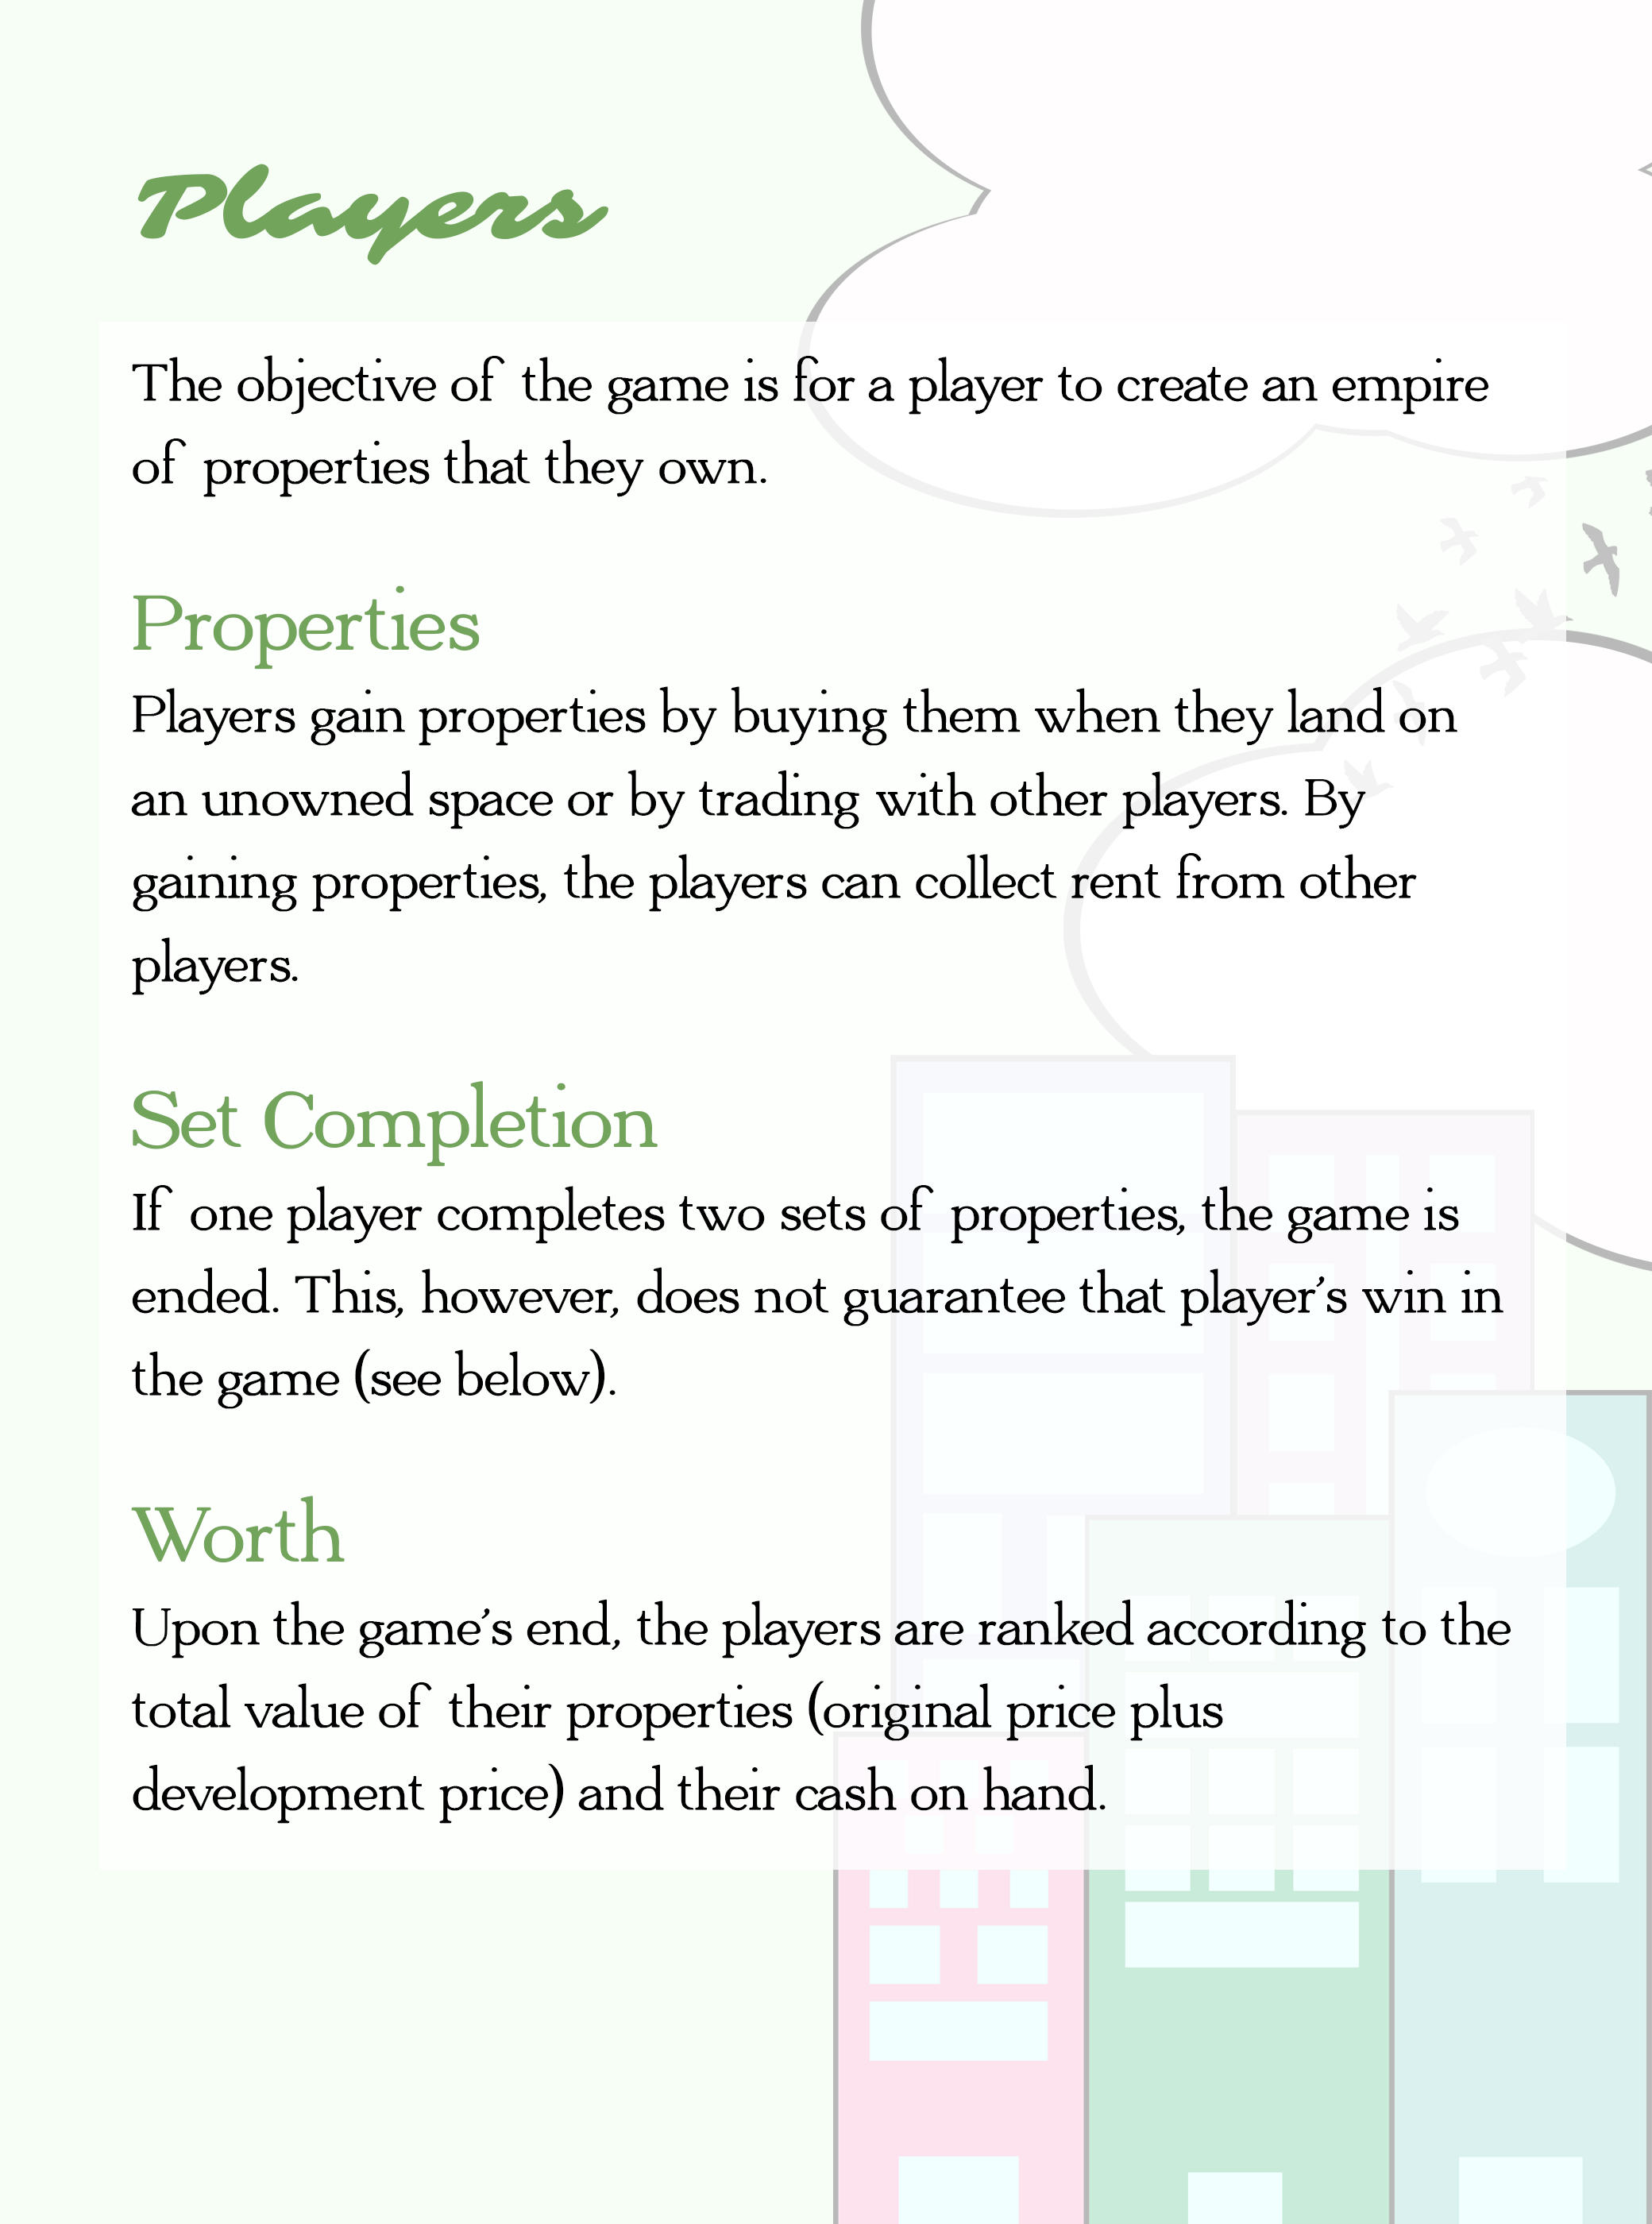 Players
The objective of the game is for a player to create an empire
of properties that they own.
Properties
Players gain properties by buying them when they land on
an unowned space or by trading with other players. By
gaining properties, the players can collect rent from other
players.
Set Completion
If one player completes two sets of properties, the game is
ended. This, however, does not guarantee that player’s win in
the game (see below).
Worth
Upon the game’s end, the players are ranked according to the
total value of their properties (original price plus
development price) and their cash on hand.